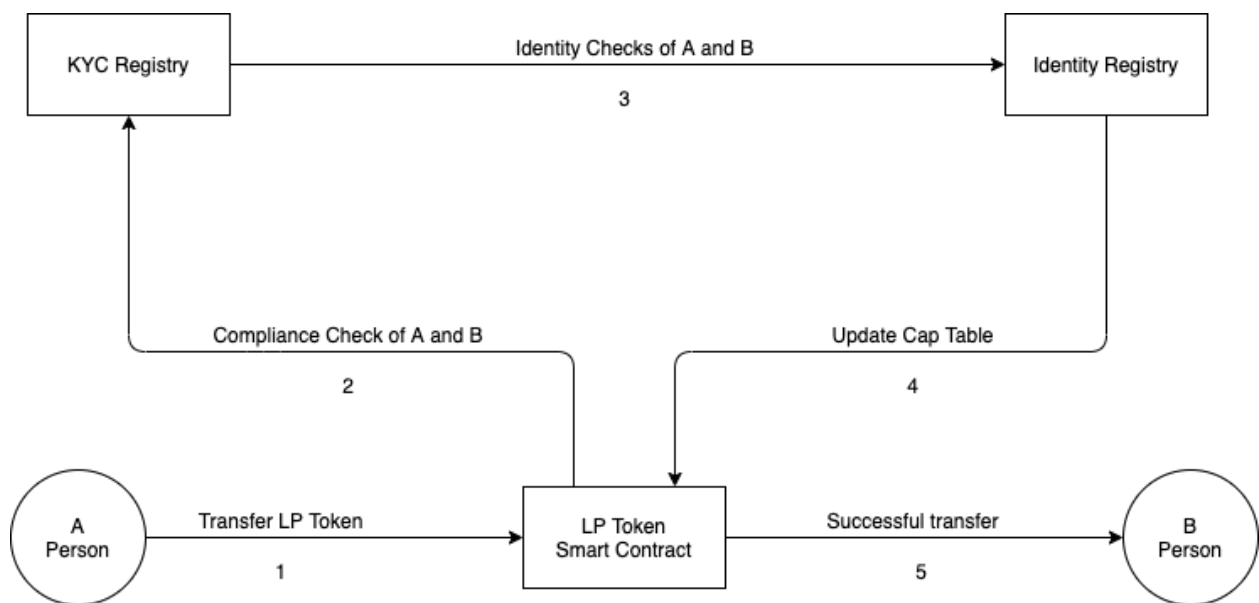 KYC Registry
Identity Checks of A and B
3
Identity Registry
Compliance Check of A and B
2
Update Cap Table
4
A
Person
Transfer LP Token
1
LP Token
Smart Contract
Successful transfer
5
B
Person